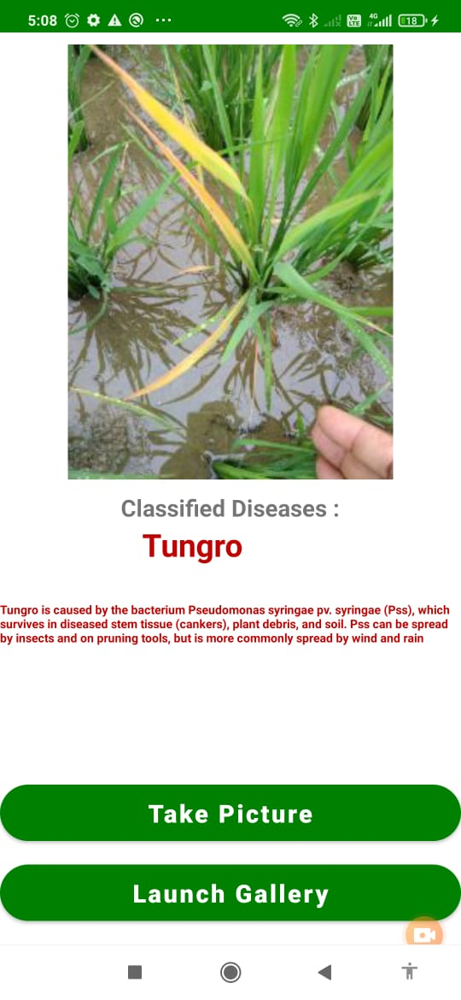 5:08
Vo
LTE
4G
18
Classified Diseases :
Tungro
Tungro is caused by the bacterium Pseudomonas syringae pv. syringae (Pss), which
survives in diseased stem tissue (cankers), plant debris, and soil. Pss can be spread
by insects and on pruning tools, but is more commonly spread by wind and rain
Take Picture
Launch Gallery